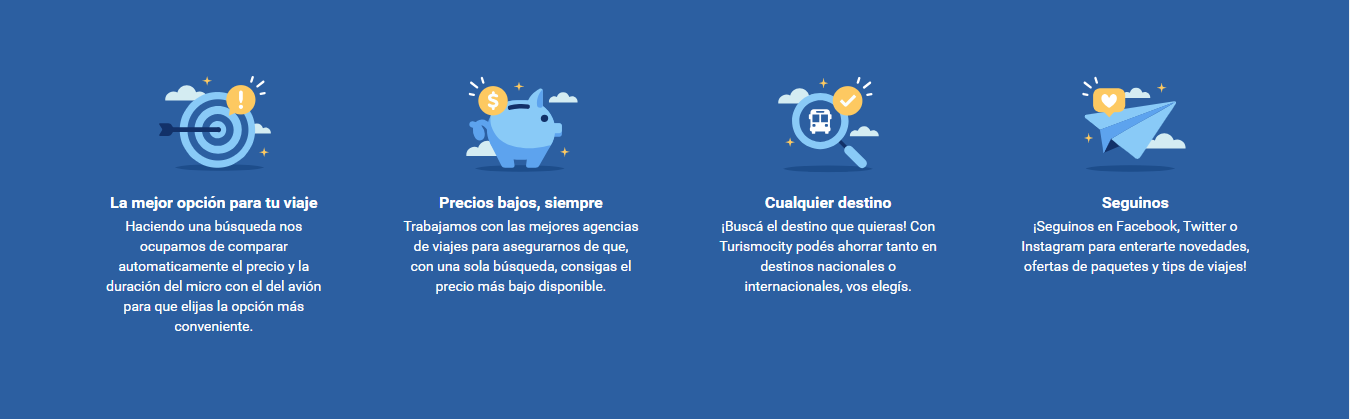 La mejor opción para tu viaje
Haciendo una búsqueda nos
ocupamos de comparar
automaticamente el precio y la
duración del micro con el del avión
para que elijas la opción más
conveniente.
Precios bajos, siempre
Trabajamos con las mejores agencias
de viajes para asegurarnos de que,
con una sola búsqueda, consigas el
precio más bajo disponible.
Cualquier destino
¡Buscá el destino que quieras! Con
Turismocity podés ahorrar tanto en
destinos nacionales o
internacionales, vos elegís.
Seguinos
¡Seguinos en Facebook, Twitter o
Instagram para enterarte novedades,
ofertas de paquetes y tips de viajes!